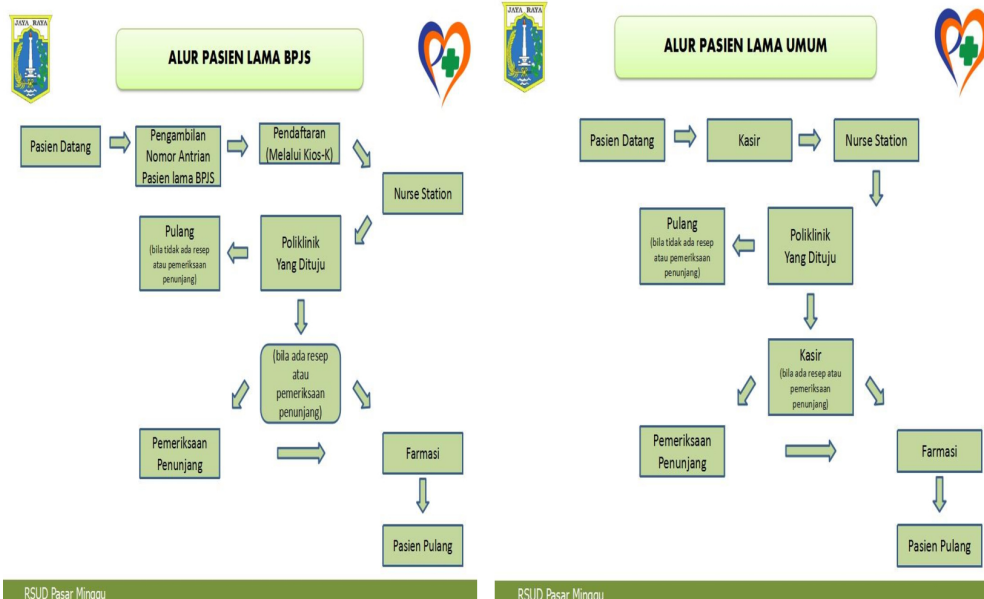 JAYA RAYA
ALUR PASIEN LAMA BPJS
Pasien Datang
Pengambilan
Nomor Antrian
Pasien lama BPJS
Pendaftaran
(Melalui Kios-K)
Nurse Station
Pulang
(bila tidak ada resep
atau pemeriksaan
penunjang)
Poliklinik
Yang Dituju
(bila ada resep
atau
pemeriksaan
penunjang)
Pemeriksaan
Penunjang
Farmasi
Pasien Pulang
RSUD Pasar Minggu
JAYA RAYA
ALUR PASIEN LAMA UMUM
Pasien Datang
Kasir
Nurse Station
Pulang
(bila tidak ada resep
atau pemeriksaan
penunjang)
Poliklinik
Yang Dituju
Kasir
(bila ada resep atau
pemeriksaan
penunjang)
Pemeriksaan
Penunjang
Farmasi
Pasien Pulang
RSUD Pasar Minggu